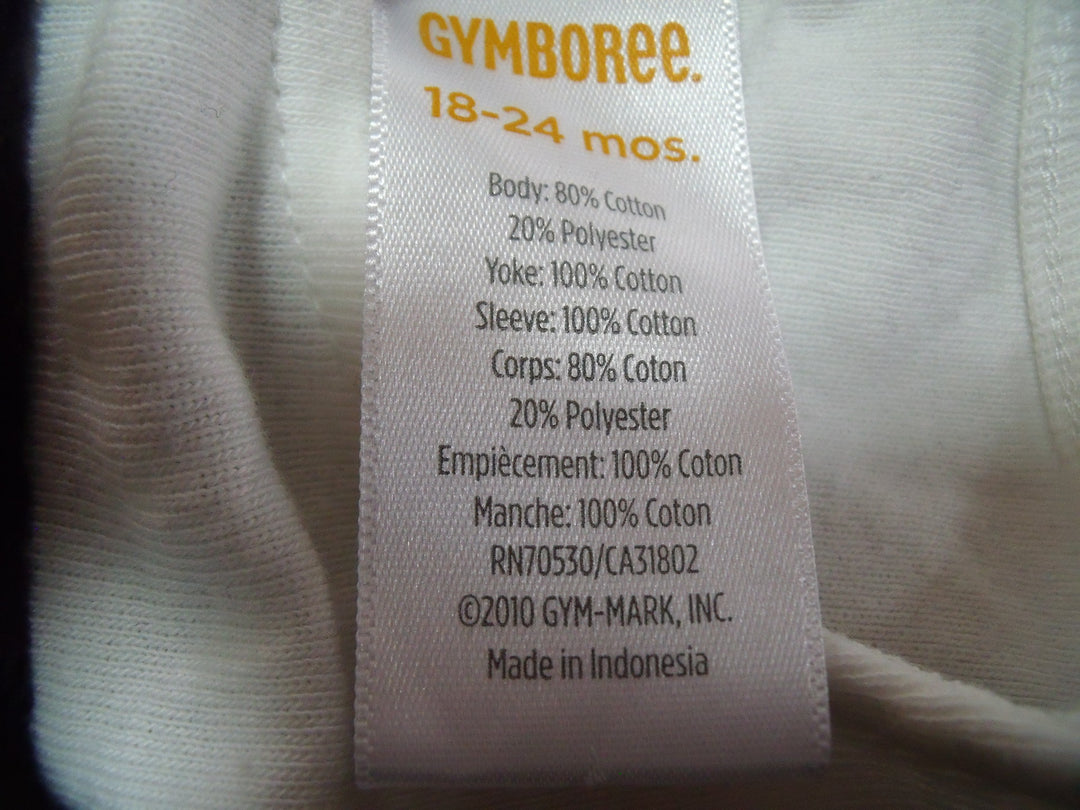 GYMBOREE.
18-24 mos.
Body: 80% Cotton
20% Polyester
Yoke: 100% Cotton
Sleeve: 100% Cotton
Corps: 80% Coton
20% Polyester
Empiècement: 100% Coton
Manche: 100% Coton
RN70530/CA31802
©2010 GYM-MARK, INC.
Made in Indonesia